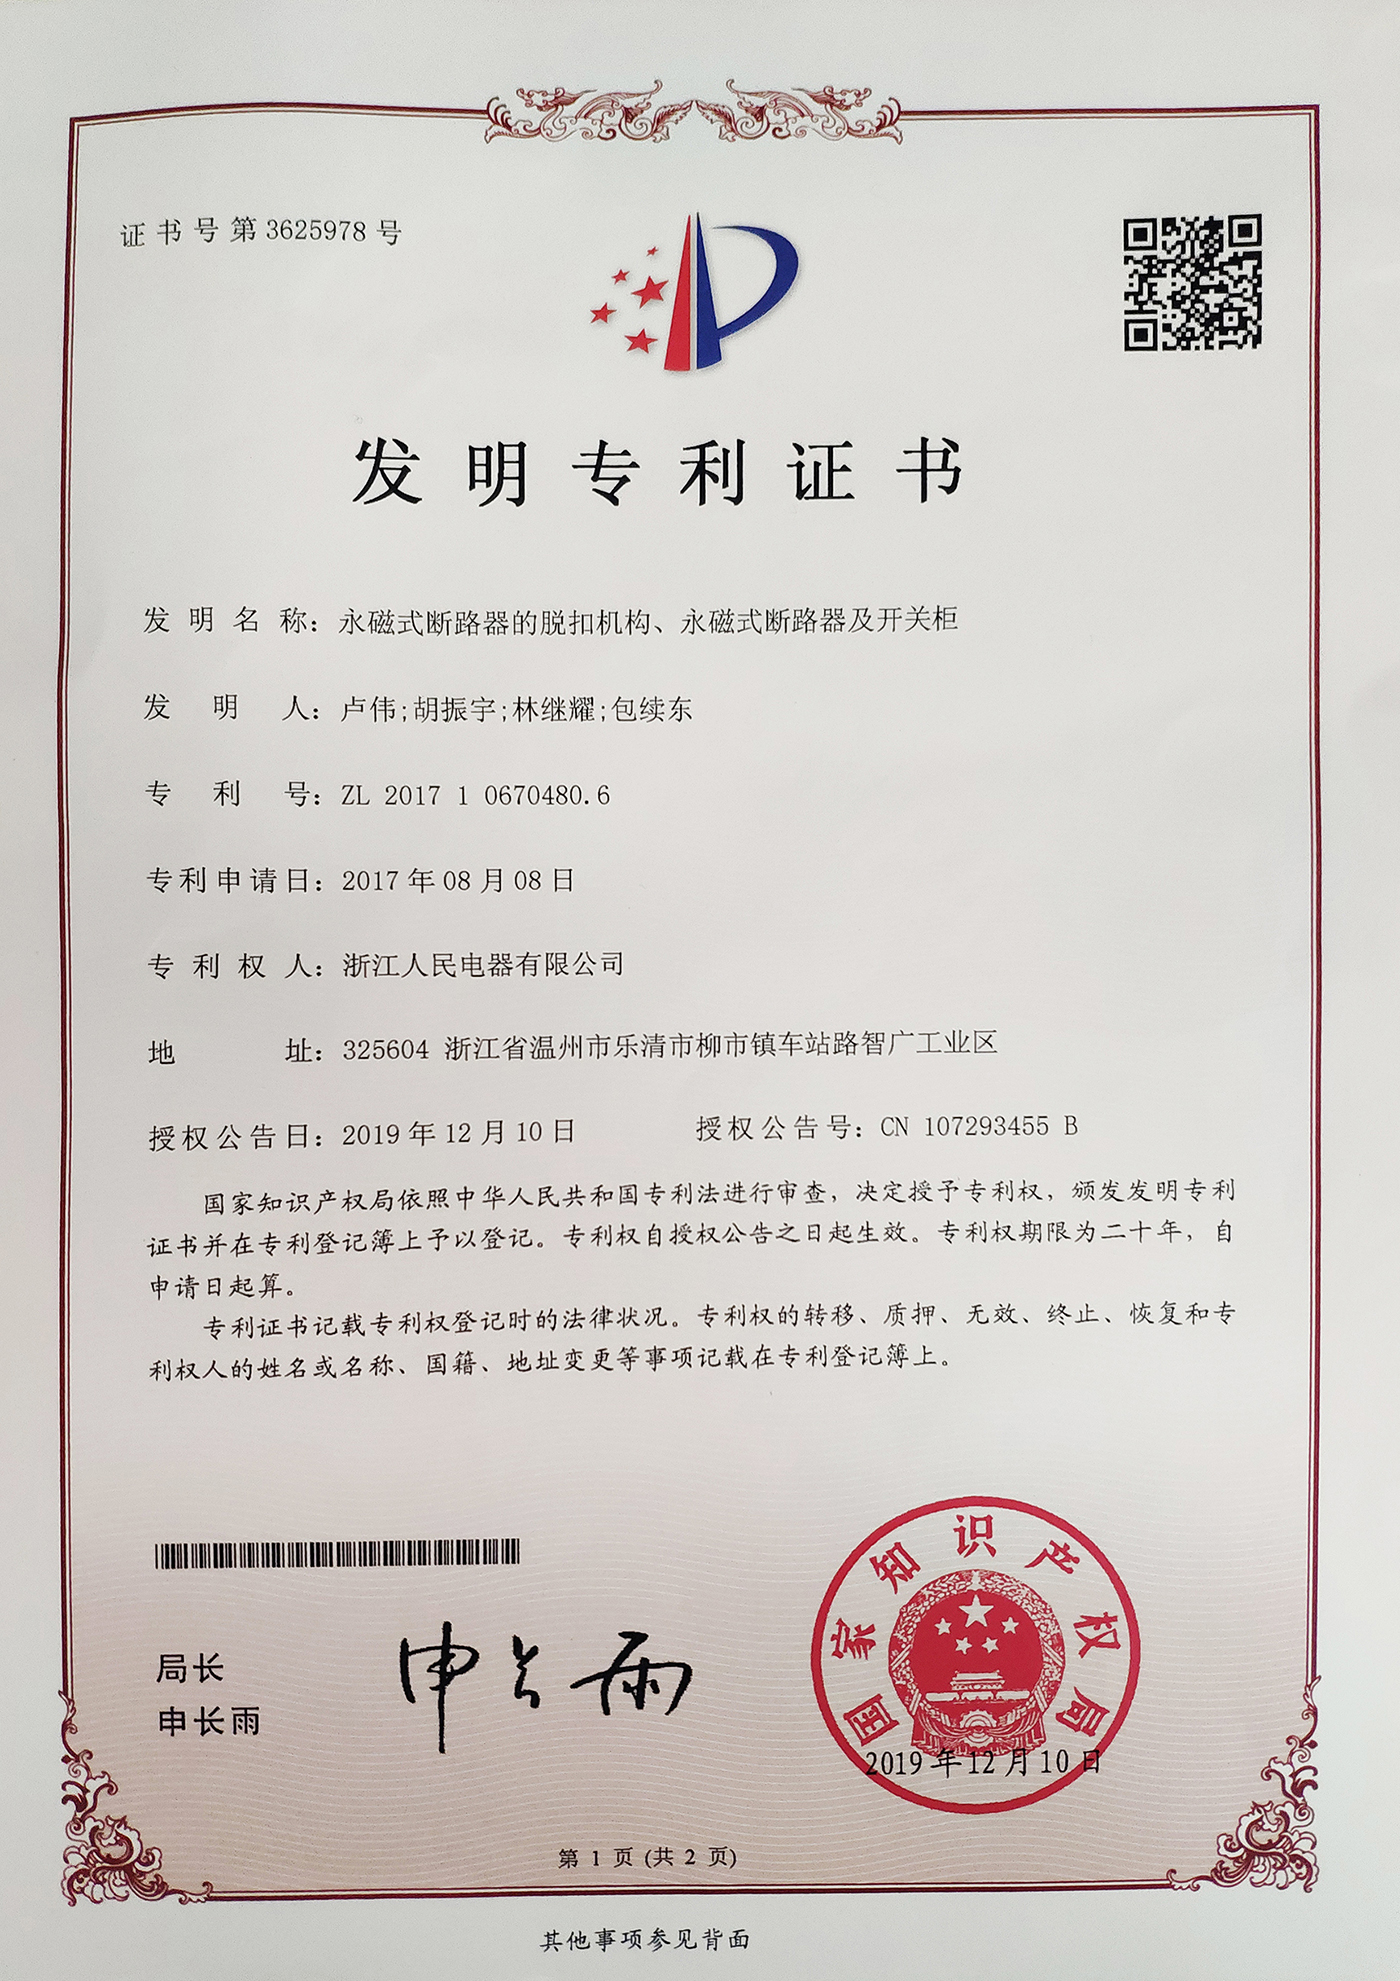 证书号第3625978号
发明专利证书
发明名称：永磁式断路器的脱扣机构、永磁式断路器及开关柜
发明人：卢伟;胡振宇;林继耀;包续东
专利号：ZL 2017 1 0670480.6
专利申请日：2017年08月08日
专利权人：浙江人民电器有限公司
地址：325604 浙江省温州市乐清市柳市镇车站路智广工业区
授权公告日：2019年12月10日 授权公告号：CN 107293455 B
国家知识产权局依照中华人民共和国专利法进行审查，决定授予专利权，颁发发明专利
证书并在专利登记簿上予以登记。专利权自授权公告之日起生效。专利权期限为二十年，自
申请日起算。
专利证书记载专利权登记时的法律状况。专利权的转移、质押、无效、终止、恢复和专
利权人的姓名或名称、国籍、地址变更等事项记载在专利登记簿上。
局长
申长雨
申长雨
国家知识产权局
2019年12月10日
第 1 页 (共 2 页)
其他事项参见背面